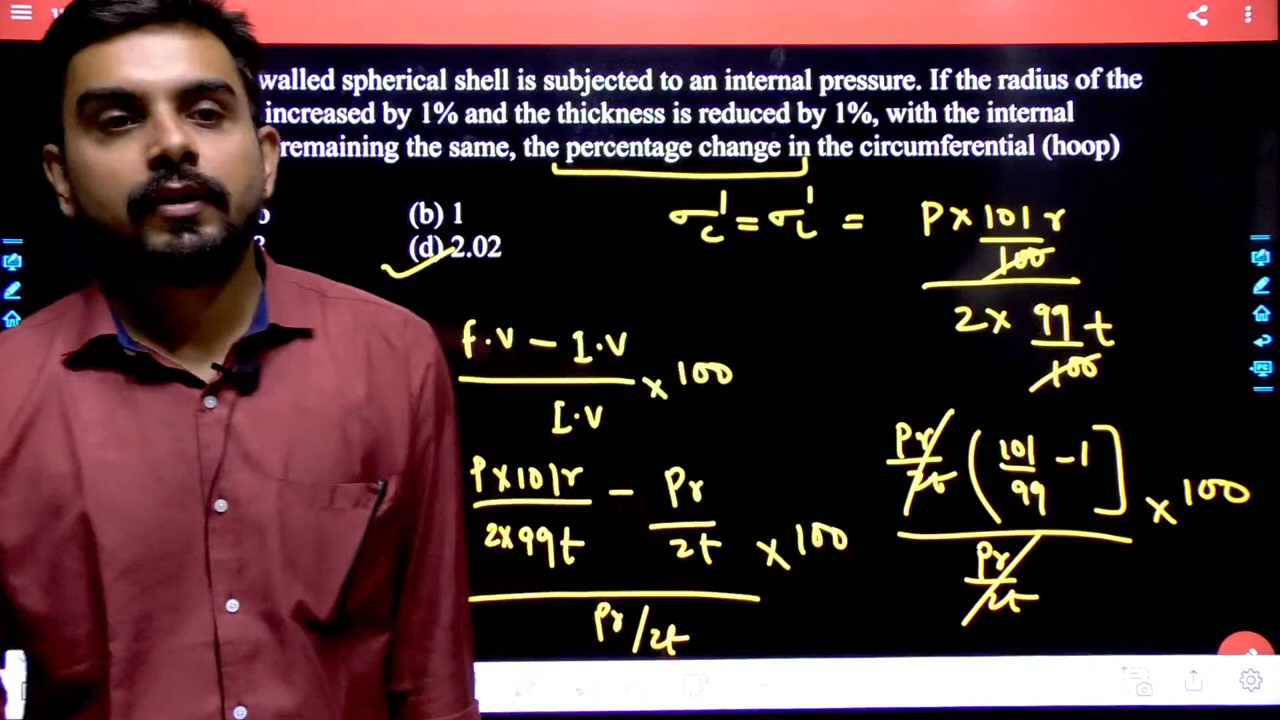 walled spherical shell is subjected to an internal pressure. If the radius of the
increased by 1% and the thickness is reduced by 1%, with the internal
remaining the same, the percentage change in the circumferential (hoop)
(b) 1
(d) 2.02
σc' = σL' = P × 101 r / 100
2 × 99 t / 100
f.v – I.v
I.v
× 100
P×101r / 2×99t – Pr / 2t × 100
Pr/2t
Pr/2t (101/99 – 1] × 100
Pr/2t